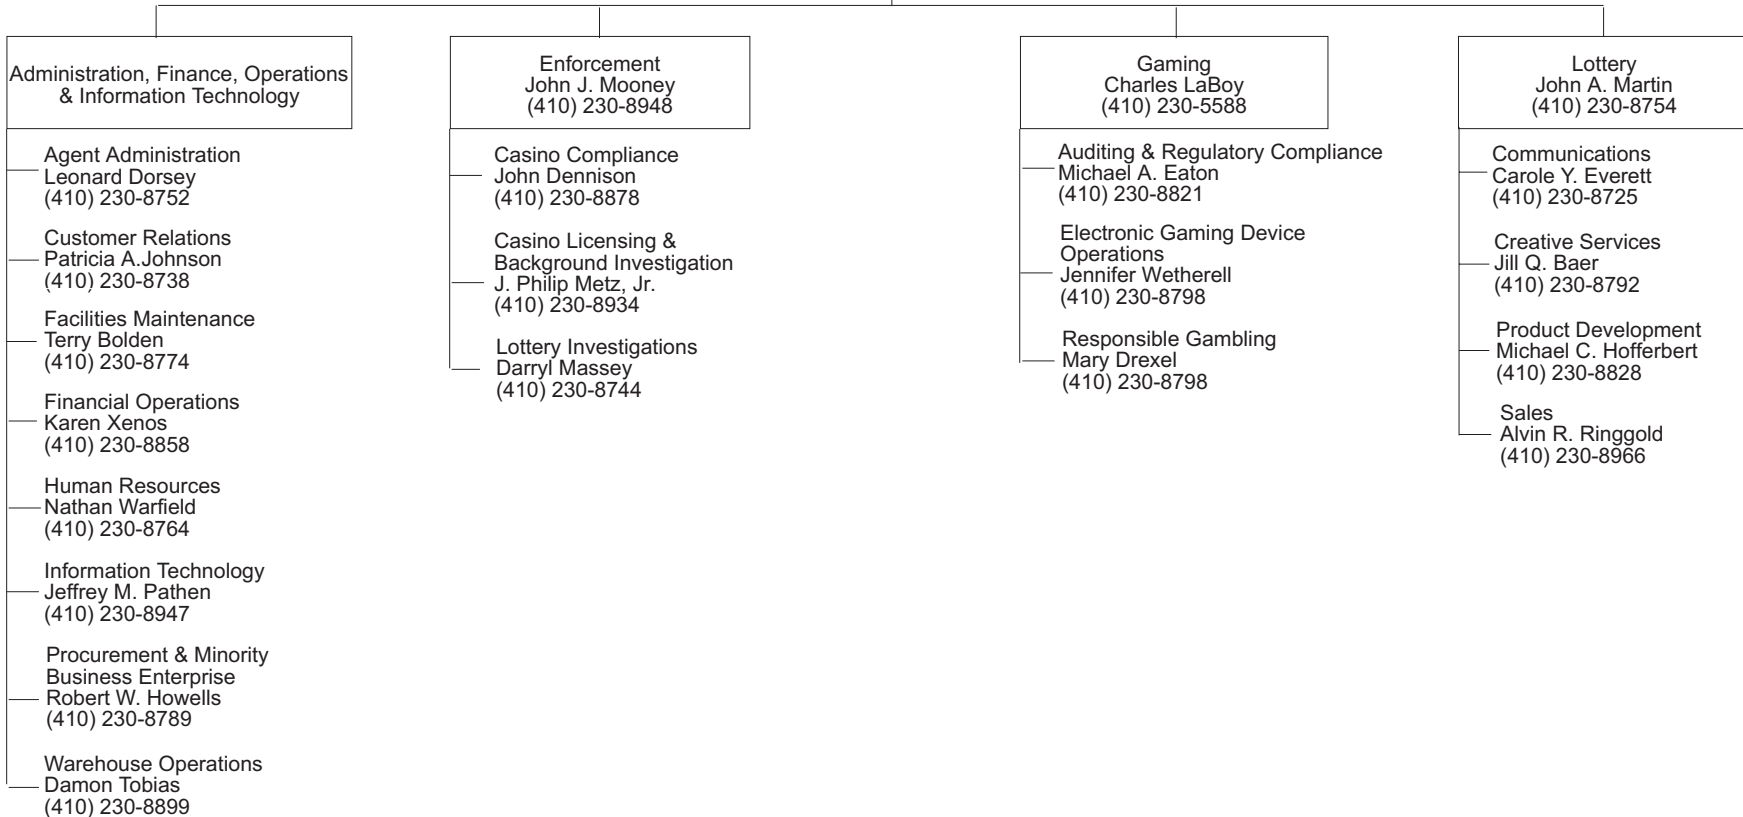 Administration, Finance, Operations
& Information Technology
Agent Administration
Leonard Dorsey
(410) 230-8752
Customer Relations
Patricia A.Johnson
(410) 230-8738
Facilities Maintenance
Terry Bolden
(410) 230-8774
Financial Operations
Karen Xenos
(410) 230-8858
Human Resources
Nathan Warfield
(410) 230-8764
Information Technology
Jeffrey M. Pathen
(410) 230-8947
Procurement & Minority
Business Enterprise
Robert W. Howells
(410) 230-8789
Warehouse Operations
Damon Tobias
(410) 230-8899
Enforcement
John J. Mooney
(410) 230-8948
Casino Compliance
John Dennison
(410) 230-8878
Casino Licensing &
Background Investigation
J. Philip Metz, Jr.
(410) 230-8934
Lottery Investigations
Darryl Massey
(410) 230-8744
Gaming
Charles LaBoy
(410) 230-5588
Auditing & Regulatory Compliance
Michael A. Eaton
(410) 230-8821
Electronic Gaming Device
Operations
Jennifer Wetherell
(410) 230-8798
Responsible Gambling
Mary Drexel
(410) 230-8798
Lottery
John A. Martin
(410) 230-8754
Communications
Carole Y. Everett
(410) 230-8725
Creative Services
Jill Q. Baer
(410) 230-8792
Product Development
Michael C. Hofferbert
(410) 230-8828
Sales
Alvin R. Ringgold
(410) 230-8966